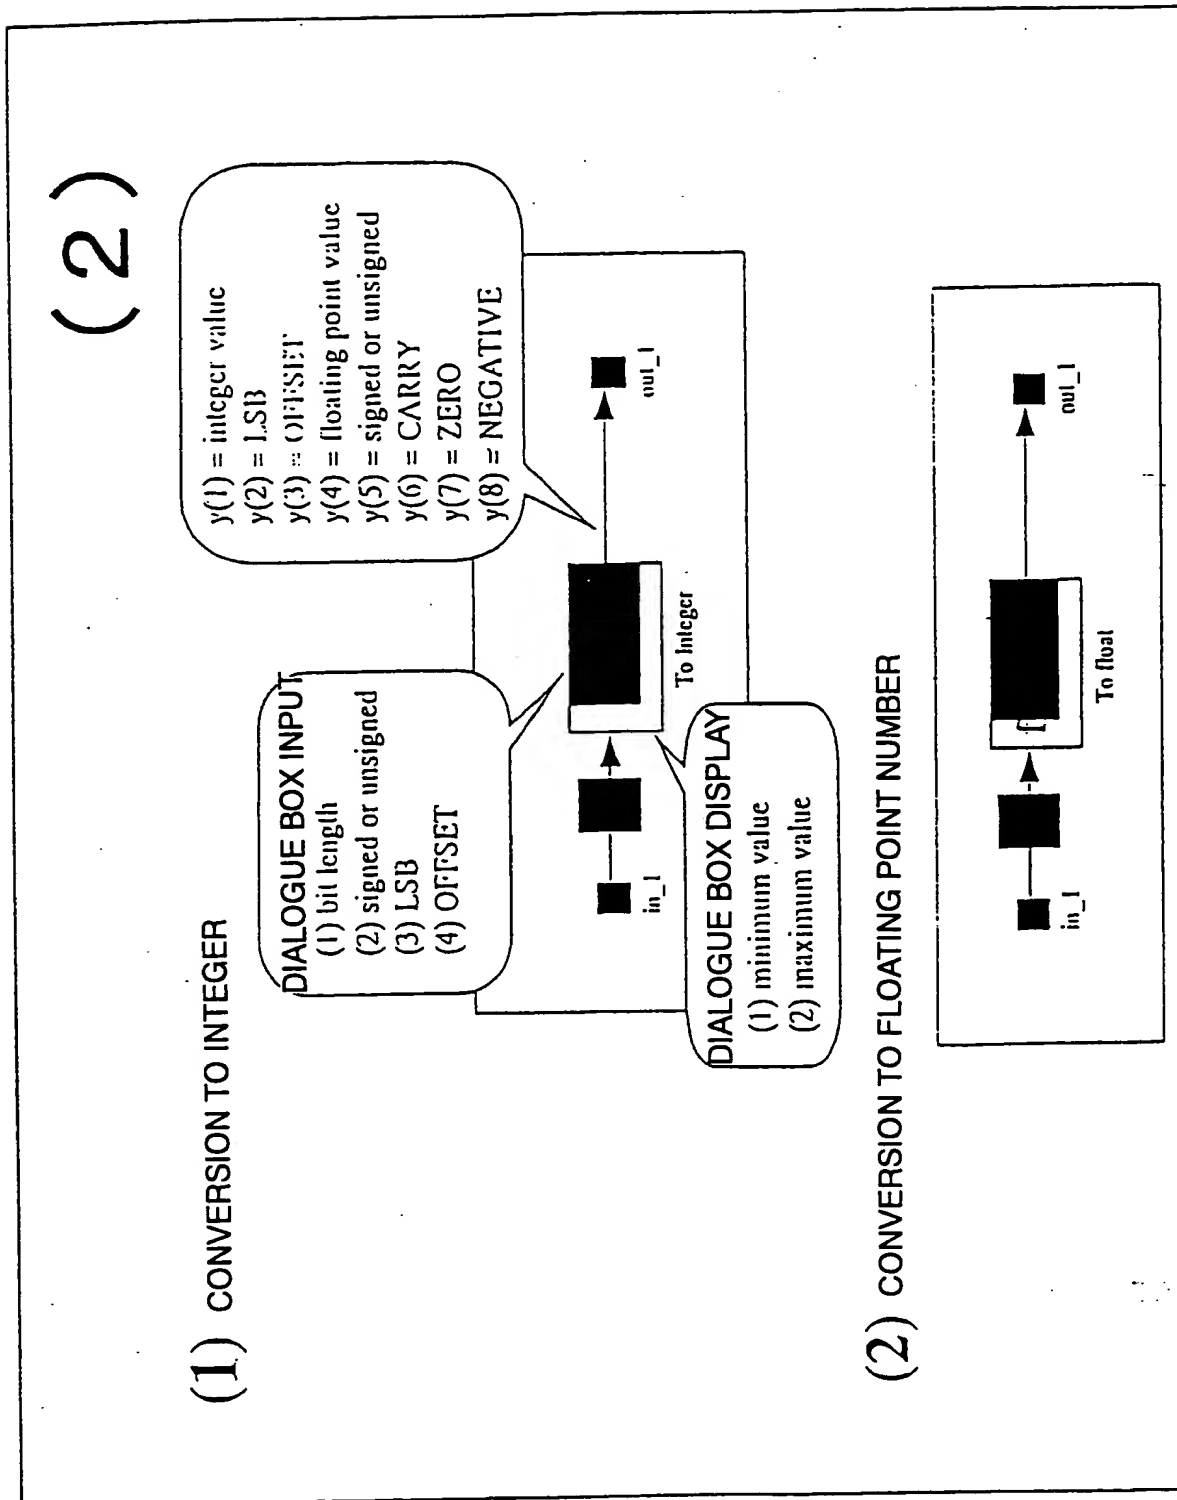 (2)
(1) CONVERSION TO INTEGER
DIALOGUE BOX INPUT
(1) bit length
(2) signed or unsigned
(3) LSB
(4) OFFSET
y(1) = integer value
y(2) = LSB
y(3) = OFFSET
y(4) = floating point value
y(5) = signed or unsigned
y(6) = CARRY
y(7) = ZERO
y(8) = NEGATIVE
in_1
To Integer
out_1
DIALOGUE BOX DISPLAY
(1) minimum value
(2) maximum value
(2) CONVERSION TO FLOATING POINT NUMBER
in_1
To float
out_1